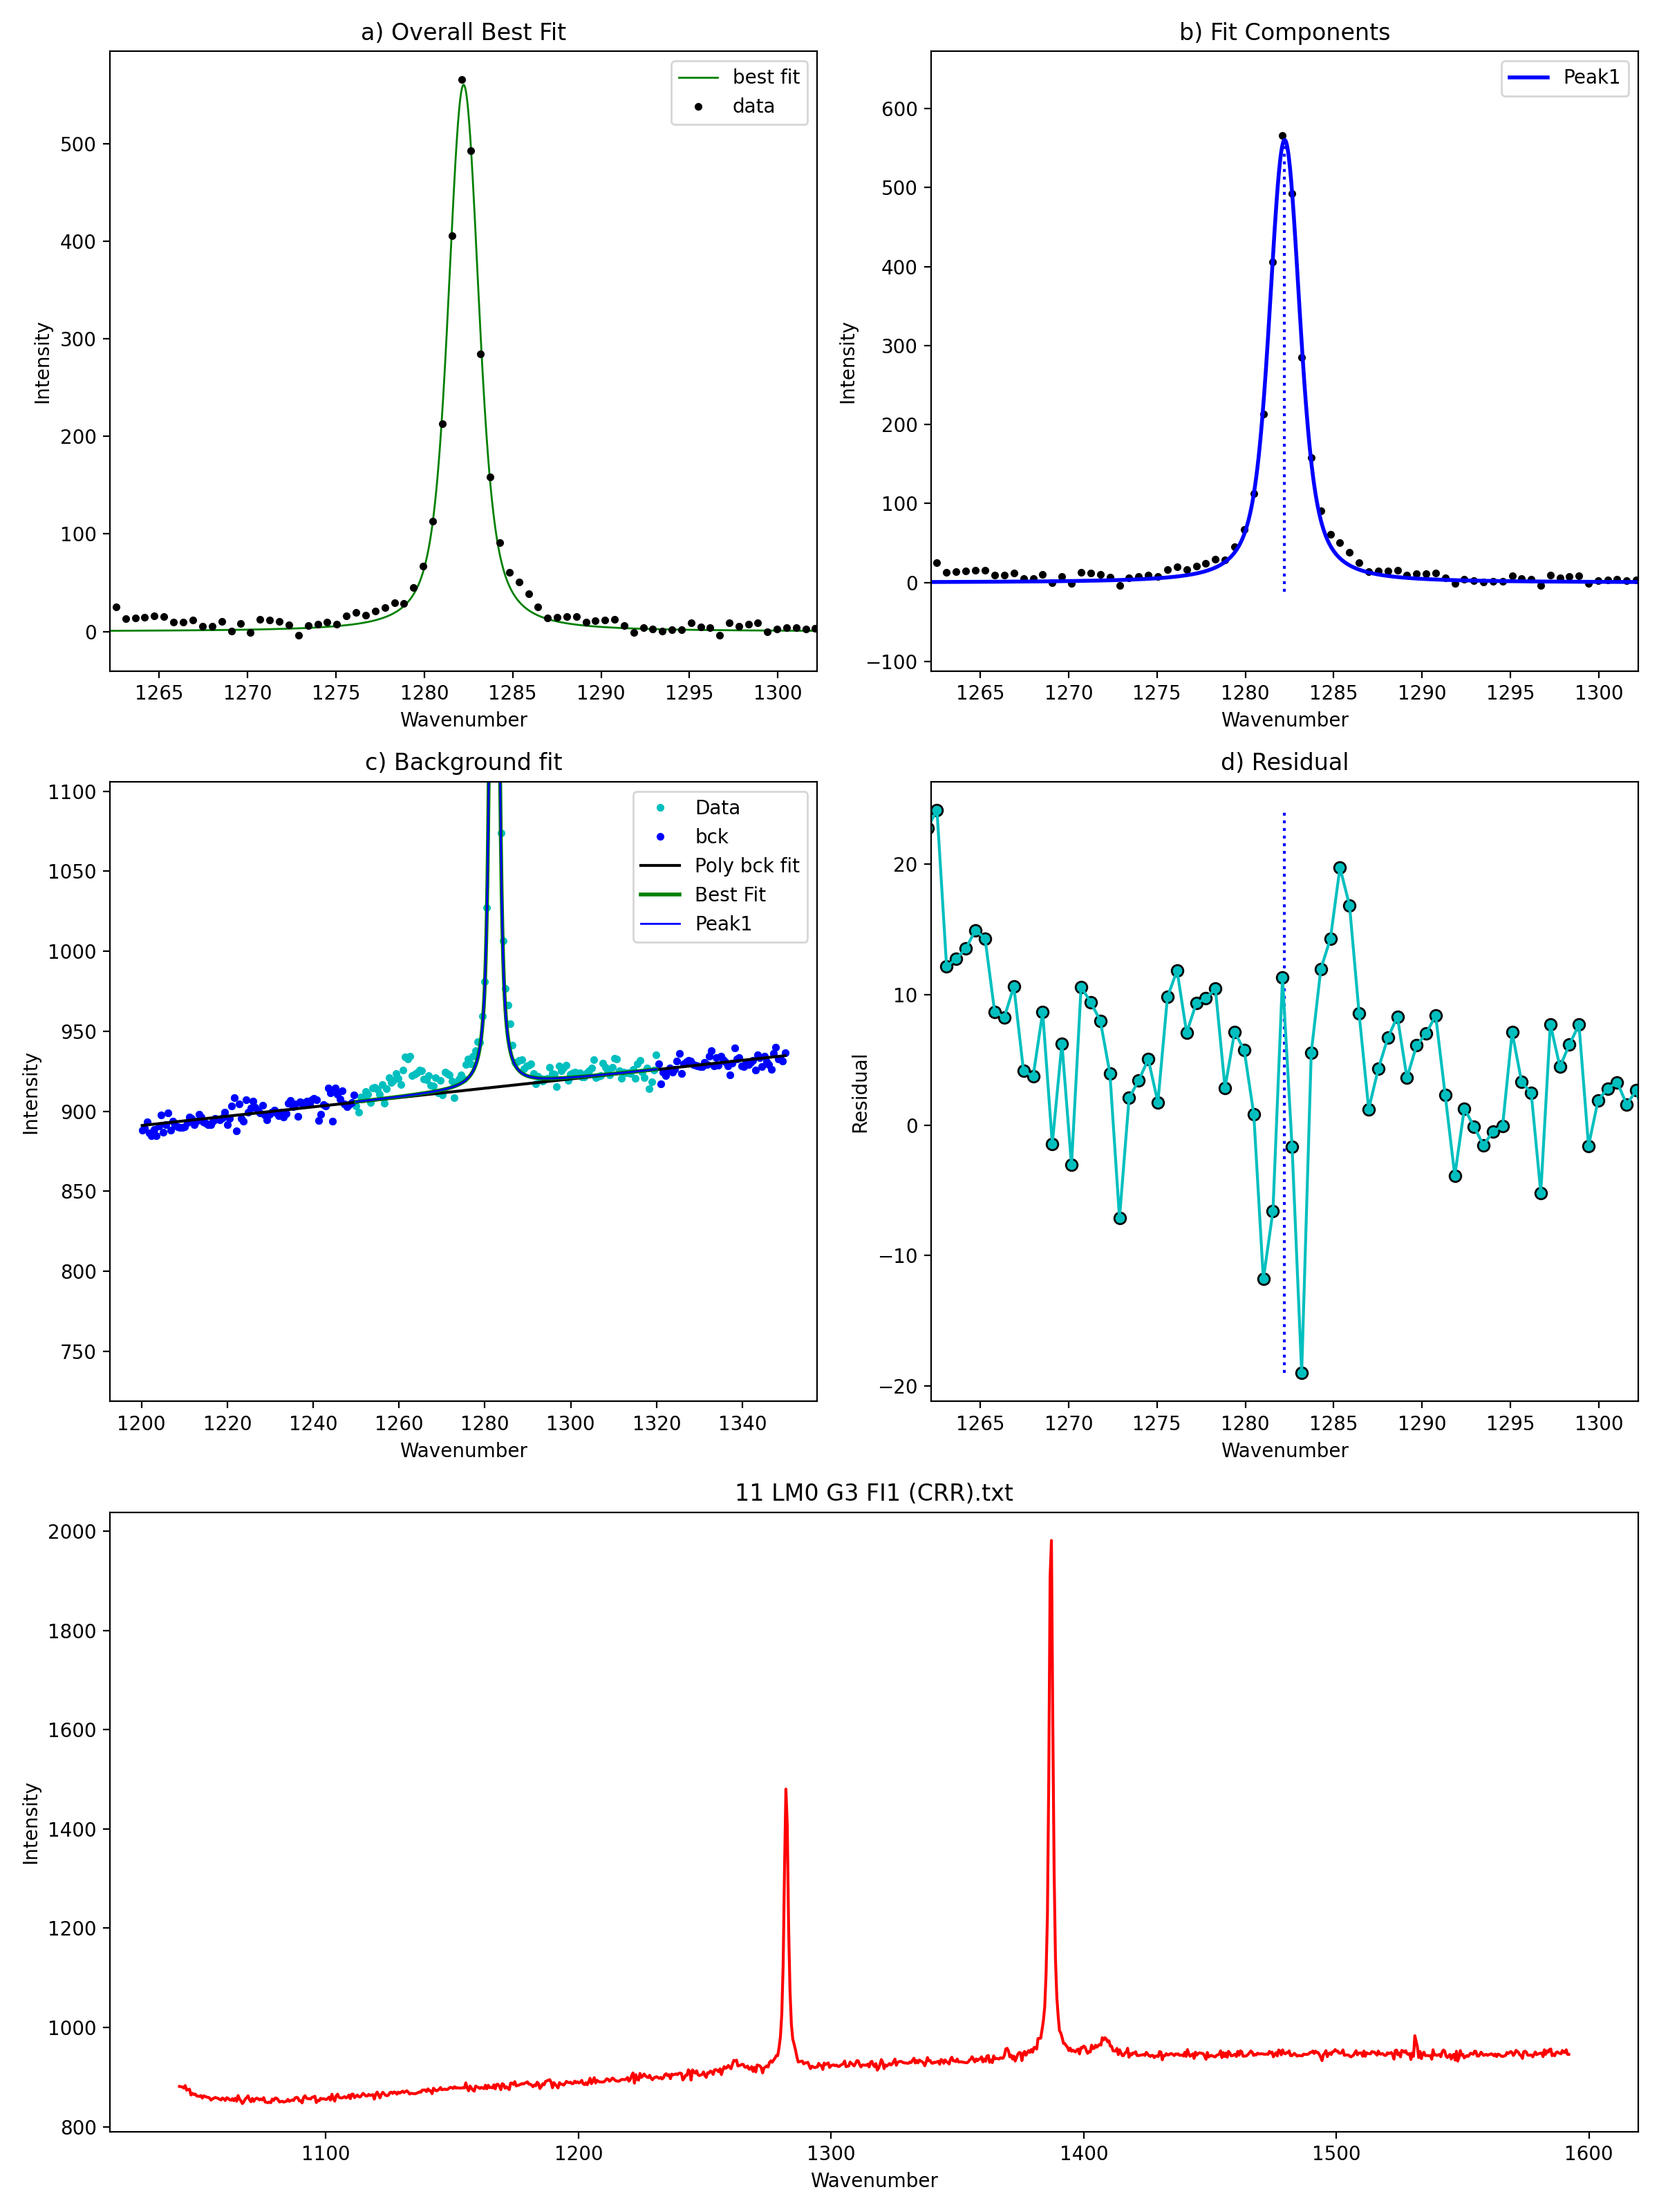 a) Overall Best Fit
best fit
data
500
400
300
200
100
0
Intensity
1265 1270 1275 1280 1285 1290 1295 1300
Wavenumber
b) Fit Components
Peak1
600
500
400
300
200
100
0
−100
Intensity
1265 1270 1275 1280 1285 1290 1295 1300
Wavenumber
c) Background fit
Data
bck
Poly bck fit
Best Fit
Peak1
1100
1050
1000
950
900
850
800
750
Intensity
1200 1220 1240 1260 1280 1300 1320 1340
Wavenumber
d) Residual
20
10
0
−10
−20
Residual
1265 1270 1275 1280 1285 1290 1295 1300
Wavenumber
11 LM0 G3 FI1 (CRR).txt
2000
1800
1600
1400
1200
1000
800
Intensity
1100 1200 1300 1400 1500 1600
Wavenumber